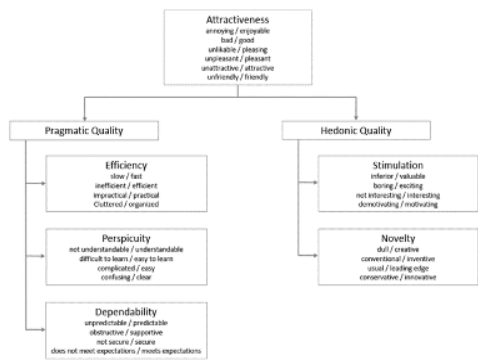 Attractiveness
annoying / enjoyable
bad / good
unlikable / pleasing
unpleasant / pleasant
unattractive / attractive
unfriendly / friendly
Pragmatic Quality
Hedonic Quality
Efficiency
slow / fast
inefficient / efficient
impractical / practical
Cluttered / organized
Stimulation
inferior / valuable
boring / exciting
not interesting / interesting
demotivating / motivating
Perspicuity
not understandable / understandable
difficult to learn / easy to learn
complicated / easy
confusing / clear
Novelty
dull / creative
conventional / inventive
usual / leading edge
conservative / innovative
Dependability
unpredictable / predictable
obstructive / supportive
not secure / secure
does not meet expectations / meets expectations